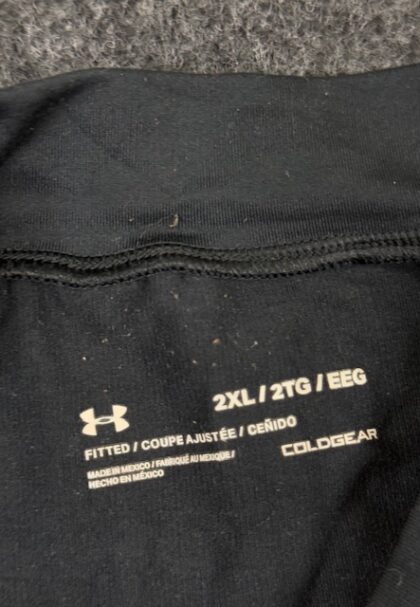 2XL / 2TG / EEG
FITTED / COUPE AJUSTÉE / CEÑIDO
COLDGEAR
MADE IN MEXICO / FABRIQUÉ AU MEXIQUE /
HECHO EN MÉXICO